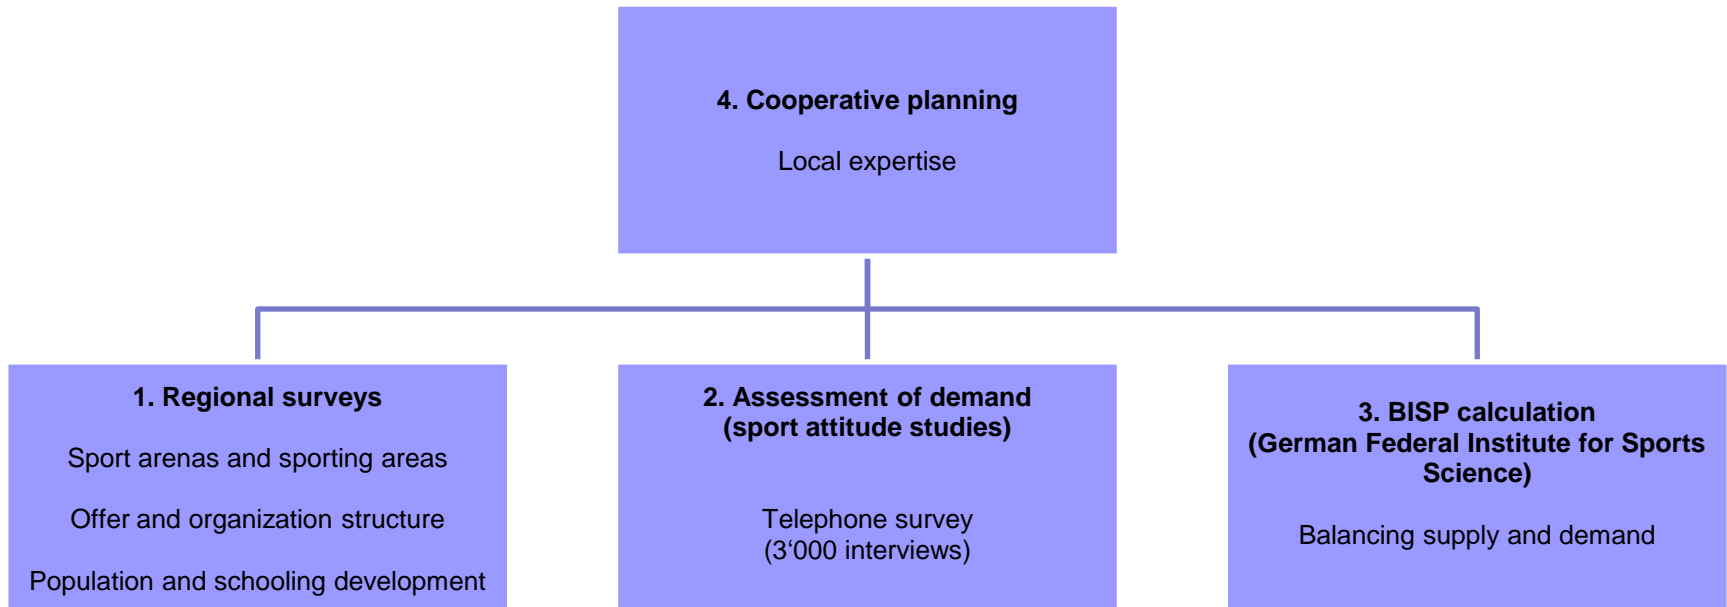 4. Cooperative planning
Local expertise
1. Regional surveys
Sport arenas and sporting areas
Offer and organization structure
Population and schooling development
2. Assessment of demand
(sport attitude studies)
Telephone survey
(3‘000 interviews)
3. BISP calculation
(German Federal Institute for Sports
Science)
Balancing supply and demand